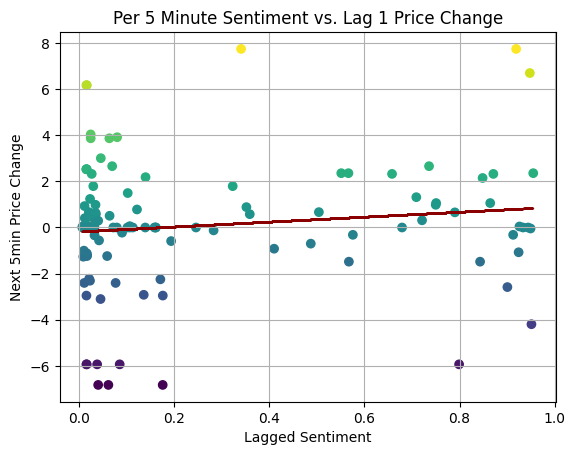 Per 5 Minute Sentiment vs. Lag 1 Price Change
Next 5min Price Change
8
6
4
2
0
−2
−4
−6
0.0 0.2 0.4 0.6 0.8 1.0
Lagged Sentiment